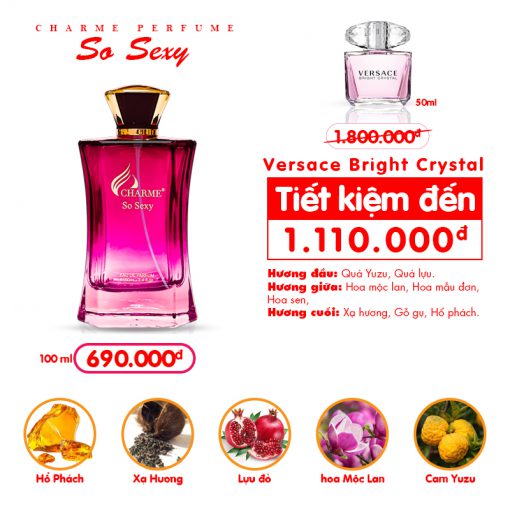 CHARME PERFUME
So Sexy
VERSACE
BRIGHT CRYSTAL
50ml
1.800.000đ
Versace Bright Crystal
Tiết kiệm đến
1.110.000đ
Hương đầu: Quả Yuzu, Quả lựu.
Hương giữa: Hoa mộc lan, Hoa mẫu đơn,
Hoa sen,
Hương cuối: Xạ hương, Gỗ gụ, Hổ phách.
CHARME®
So Sexy
EAU DE PARFUM
100 ml 690.000đ
Hổ Phách
Xạ Hương
Lựu đỏ
hoa Mộc Lan
Cam Yuzu